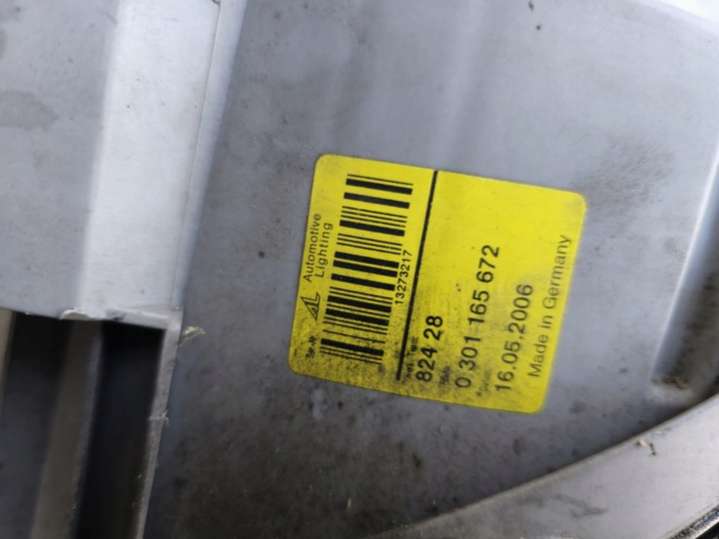 Automotive
Lighting
13273217
824 28
0 301 165 672
16.05.2006
Made in Germany